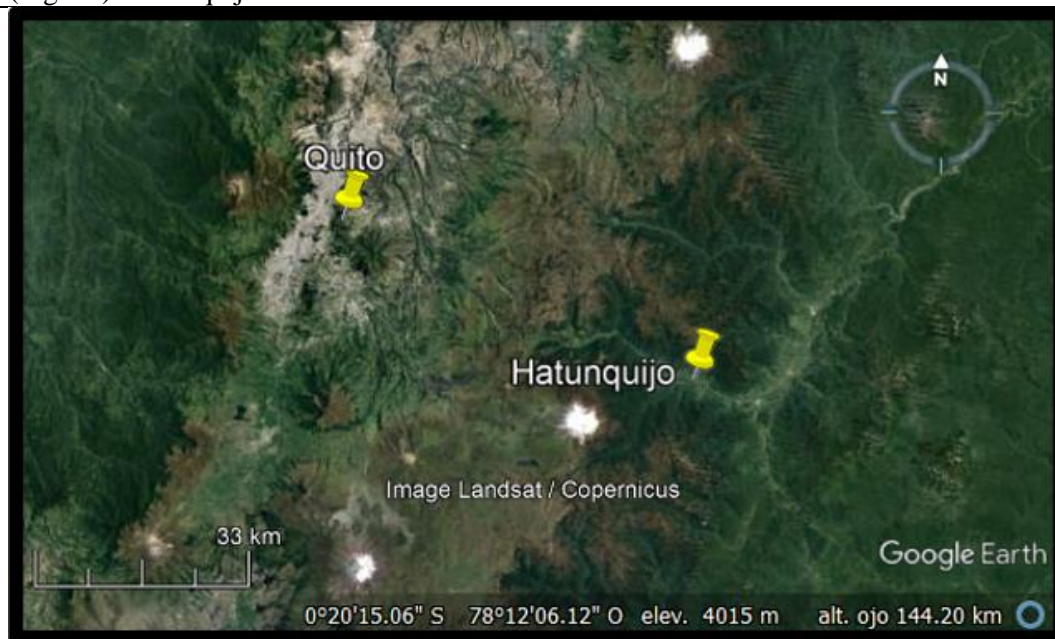 N
Quito
Hatunquijo
Image Landsat / Copernicus
33 km
Google Earth
0°20'15.06" S 78°12'06.12" O elev. 4015 m alt. ojo 144.20 km